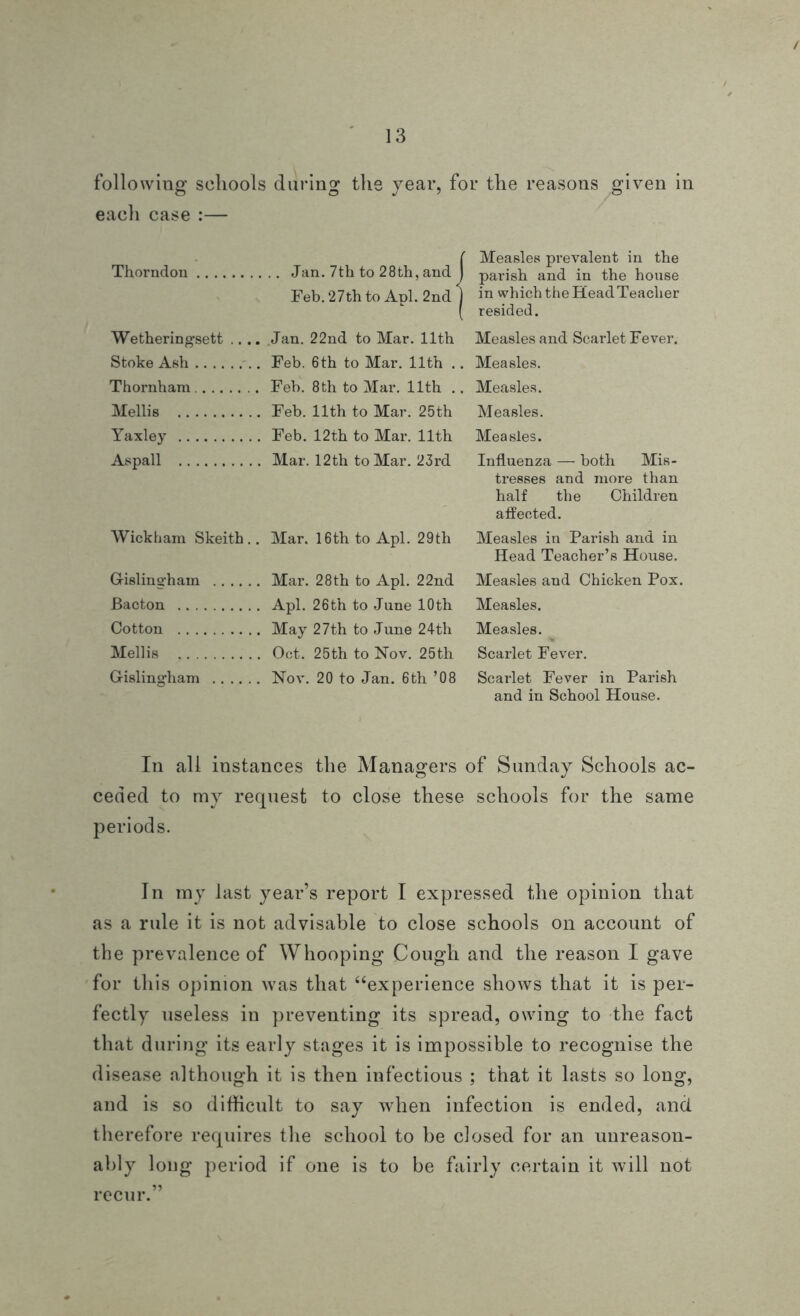 13
following schools during the year, for the reasons given in
each case :—
Thorndon .......... Jan. 7th to 28th, and Feb. 27th to Apl. 2nd { Measles prevalent in the
parish and in the house
in which the Head Teacher
resided.
Wetheringsett .... Jan. 22nd to Mar. 11th Measles and Scarlet Fever.
Stoke Ash ........ Feb. 6th to Mar. 11th .. Measles.
Thornham ........ Feb. 8th to Mar. 11th .. Measles.
Mellis .......... Feb. 11th to Mar. 25th Measles.
Yaxley .......... Feb. 12th to Mar. 11th Measles.
Aspall .......... Mar. 12th to Mar. 23rd Influenza — both Mis-
tresses and more than
half the Children
affected.
Wickham Skeith.. Mar. 16th to Apl. 29th Measles in Parish and in
Head Teacher's House.
Gislingham ...... Mar. 28th to Apl. 22nd Measles and Chicken Pox.
Bacton .......... Apl. 26th to June 10th Measles.
Cotton .......... May 27th to June 24th Measles.
Mellis .......... Oct. 25th to Nov. 25th Scarlet Fever.
Gislingham ...... Nov. 20 to Jan. 6th '08 Scarlet Fever in Parish
and in School House.
In all instances the Managers of Sunday Schools ac-
ceded to my request to close these schools for the same
periods.
In my last year's report I expressed the opinion that
as a rule it is not advisable to close schools on account of
the prevalence of Whooping Cough and the reason I gave
for this opinion was that “experience shows that it is per-
fectly useless in preventing its spread, owing to the fact
that during its early stages it is impossible to recognise the
disease although it is then infectious ; that it lasts so long,
and is so difficult to say when infection is ended, and
therefore requires the school to be closed for an unreason-
ably long period if one is to be fairly certain it will not
recur.”